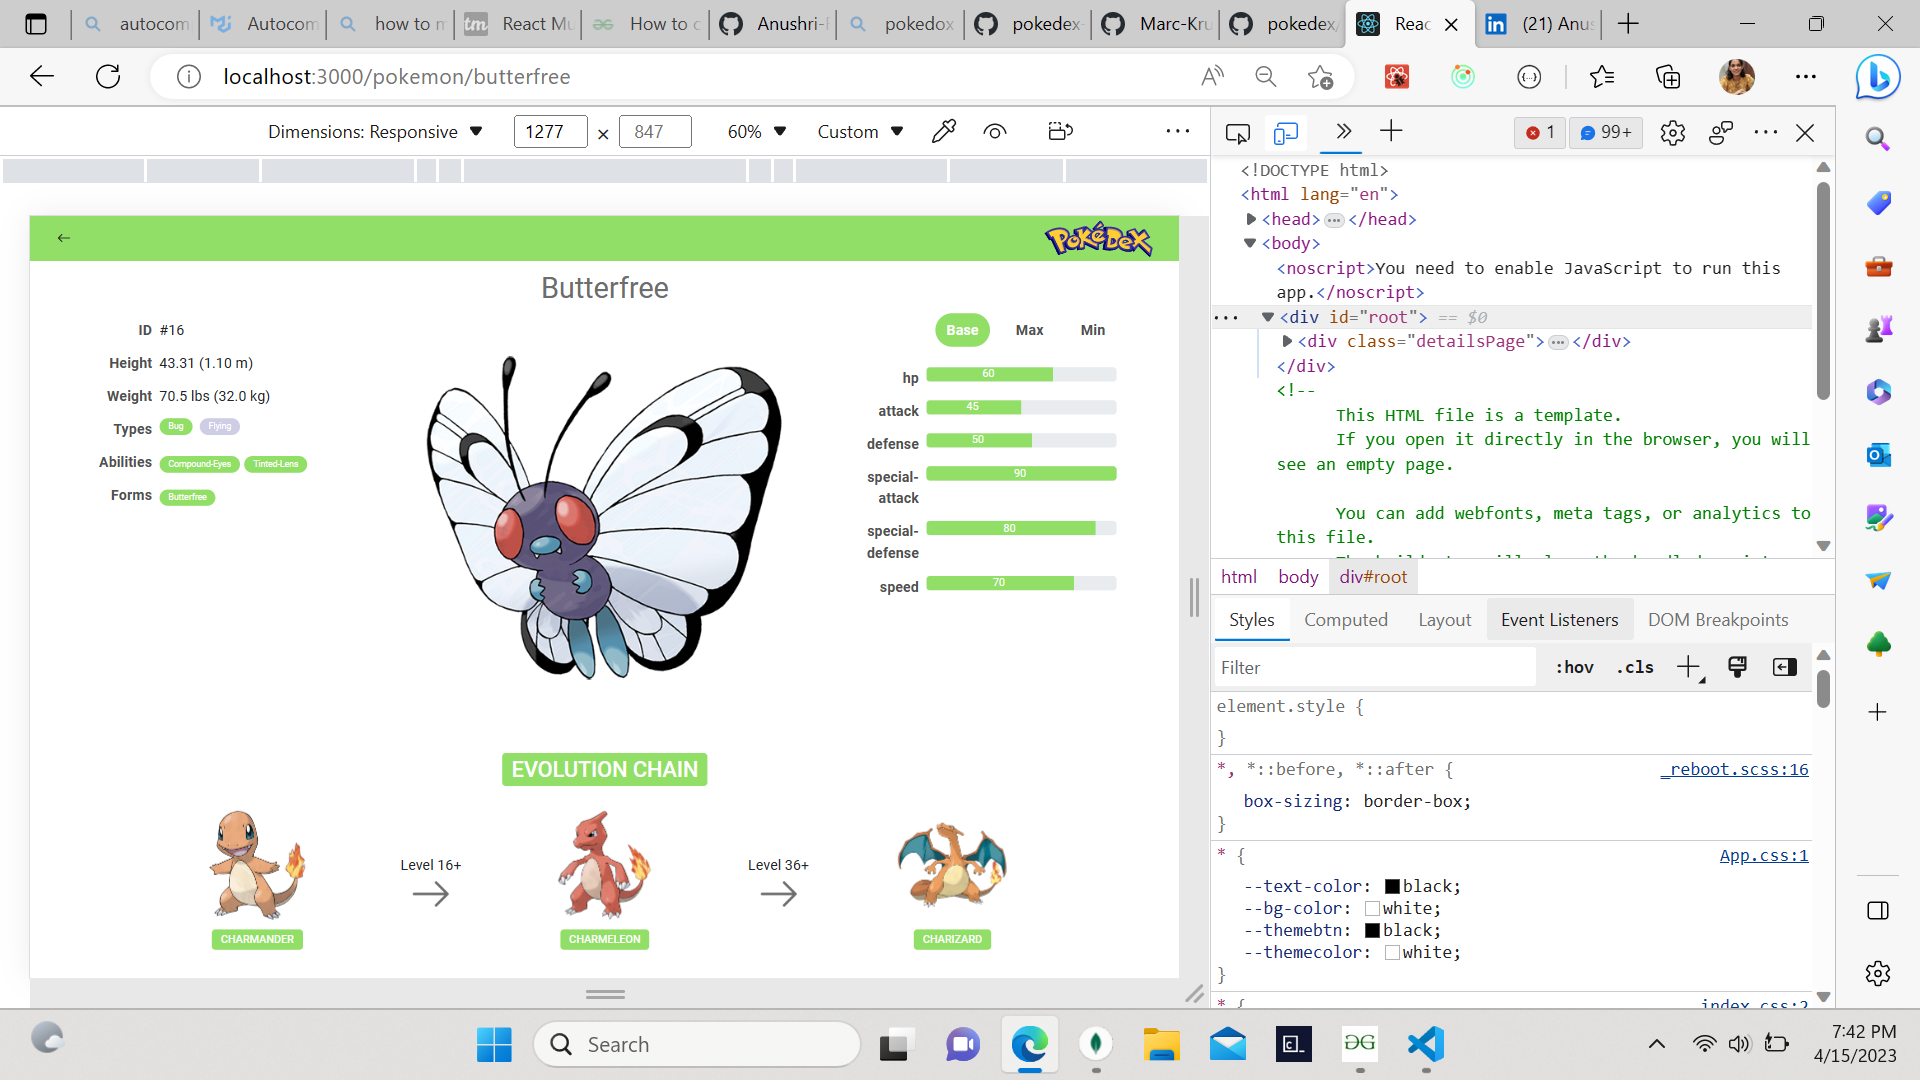 autocom
Autocom
how to m
React Mu
How to c
Anushri-
pokedox
pokedex-
Marc-Kru
pokedex/
Reac
(21) Anus
localhost:3000/pokemon/butterfree
Dimensions: Responsive
1277 × 847
60%
Custom
1
99+
PokéDex
Butterfree
ID #16
Height 43.31 (1.10 m)
Weight 70.5 lbs (32.0 kg)
Types Bug Flying
Abilities Compound-Eyes Tinted-Lens
Forms Butterfree
Base Max Min
hp 60
attack 45
defense 50
special-attack 90
special-defense 80
speed 70
EVOLUTION CHAIN
Level 16+
Level 36+
CHARMANDER
CHARMELEON
CHARIZARD
<!DOCTYPE html>
<html lang="en">
<head>…</head>
<body>
<noscript>You need to enable JavaScript to run this
app.</noscript>
<div id="root"> == $0
<div class="detailsPage">…</div>
</div>
<!--
This HTML file is a template.
If you open it directly in the browser, you will
see an empty page.
You can add webfonts, meta tags, or analytics to
this file.
html body div#root
Styles Computed Layout Event Listeners DOM Breakpoints
Filter :hov .cls
element.style {
}
*, *::before, *::after { _reboot.scss:16
box-sizing: border-box;
}
* { App.css:1
--text-color: black;
--bg-color: white;
--themebtn: black;
--themecolor: white;
}
* { index.css:2
Search
7:42 PM
4/15/2023